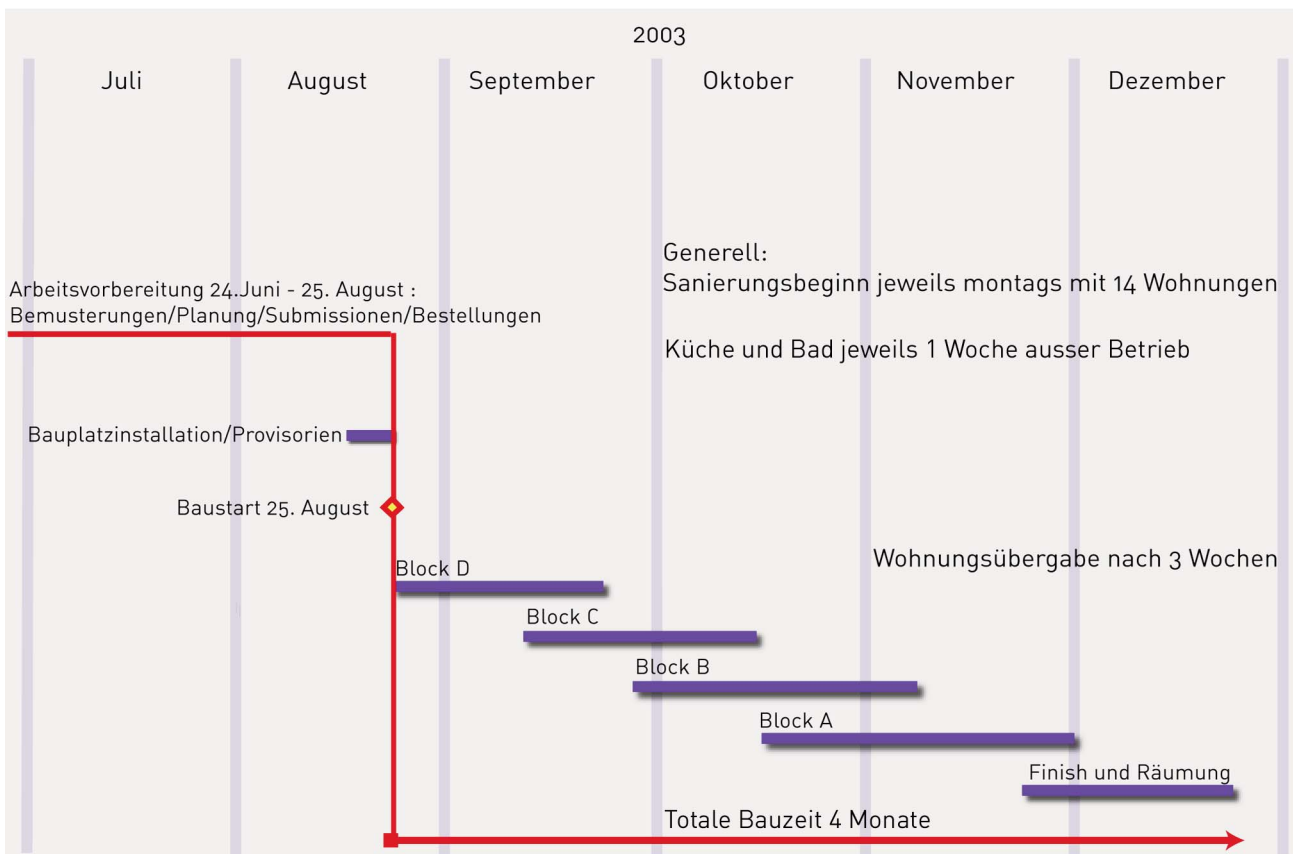 2003
Juli
August
September
Oktober
November
Dezember
Generell:
Sanierungsbeginn jeweils montags mit 14 Wohnungen
Arbeitsvorbereitung 24.Juni - 25. August :
Bemusterungen/Planung/Submissionen/Bestellungen
Küche und Bad jeweils 1 Woche ausser Betrieb
Bauplatzinstallation/Provisorien
Baustart 25. August
Wohnungsübergabe nach 3 Wochen
Block D
Block C
Block B
Block A
Finish und Räumung
Totale Bauzeit 4 Monate